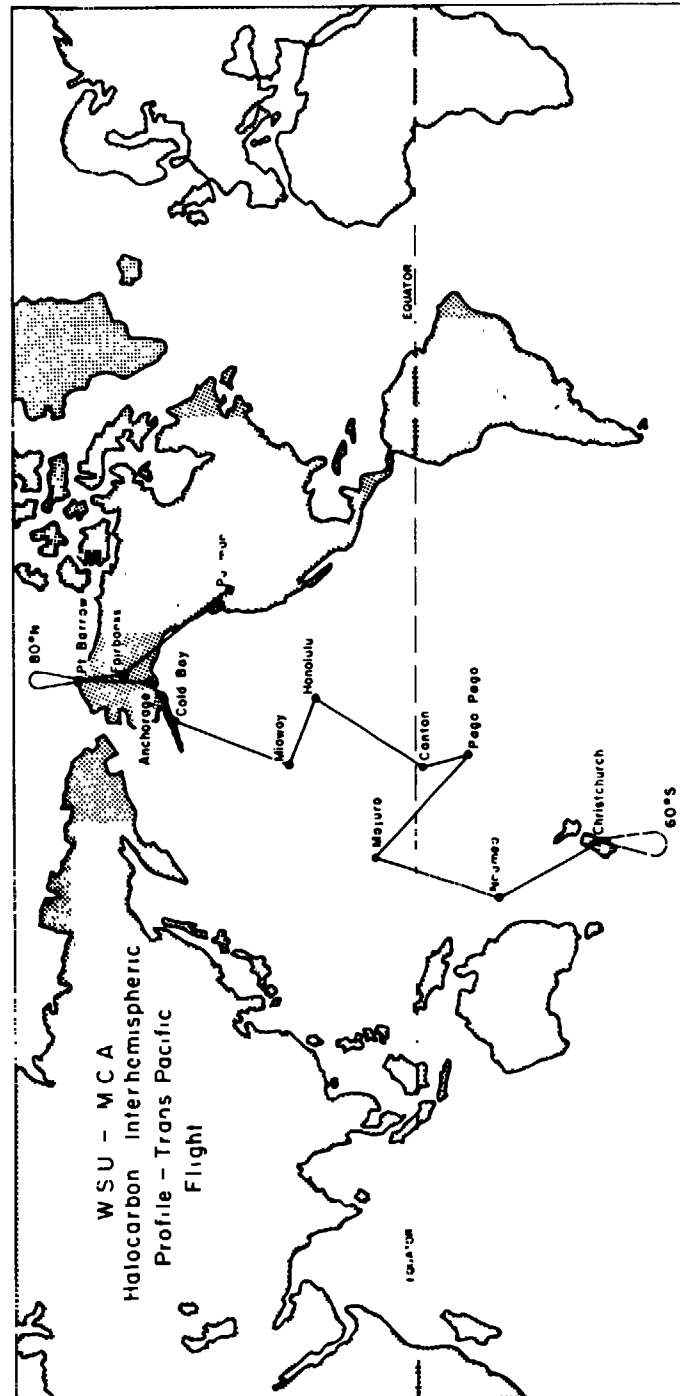 WSU - MCA
Halocarbon Interhemispheric
Profile - Trans Pacific
Flight
80°N
Pt Barrow
Fairbanks
Anchorage
Cold Bay
Midway
Honolulu
EQUATOR
Canton
Pago Pago
Majuro
Christchurch
60°S
EQUATOR